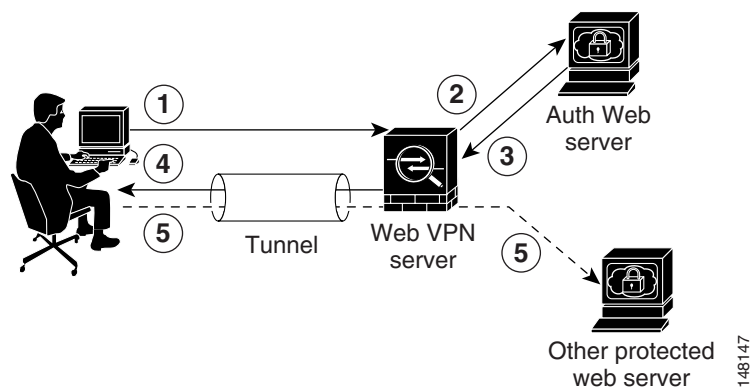 1
2
Auth Web
server
3
4
5
Tunnel
Web VPN
server
5
Other protected
web server
148147